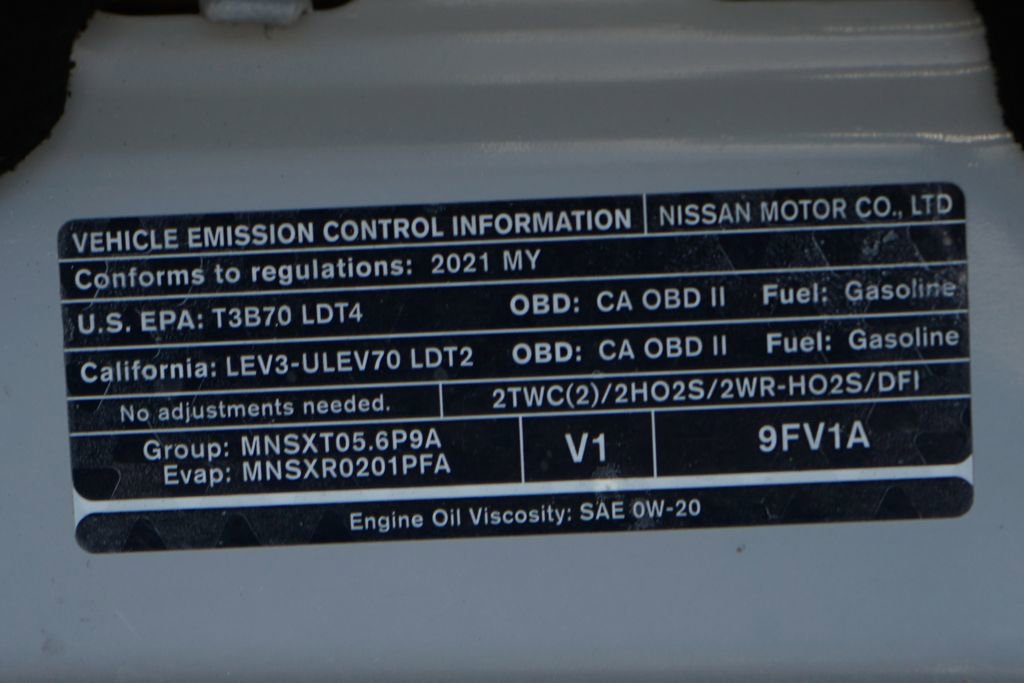 VEHICLE EMISSION CONTROL INFORMATION NISSAN MOTOR CO., LTD
Conforms to regulations: 2021 MY
U.S. EPA: T3B70 LDT4 OBD: CA OBD II Fuel: Gasoline
California: LEV3-ULEV70 LDT2 OBD: CA OBD II Fuel: Gasoline
No adjustments needed. 2TWC(2)/2HO2S/2WR-HO2S/DFI
Group: MNSXT05.6P9A V1 9FV1A
Evap: MNSXR0201PFA
Engine Oil Viscosity: SAE 0W-20